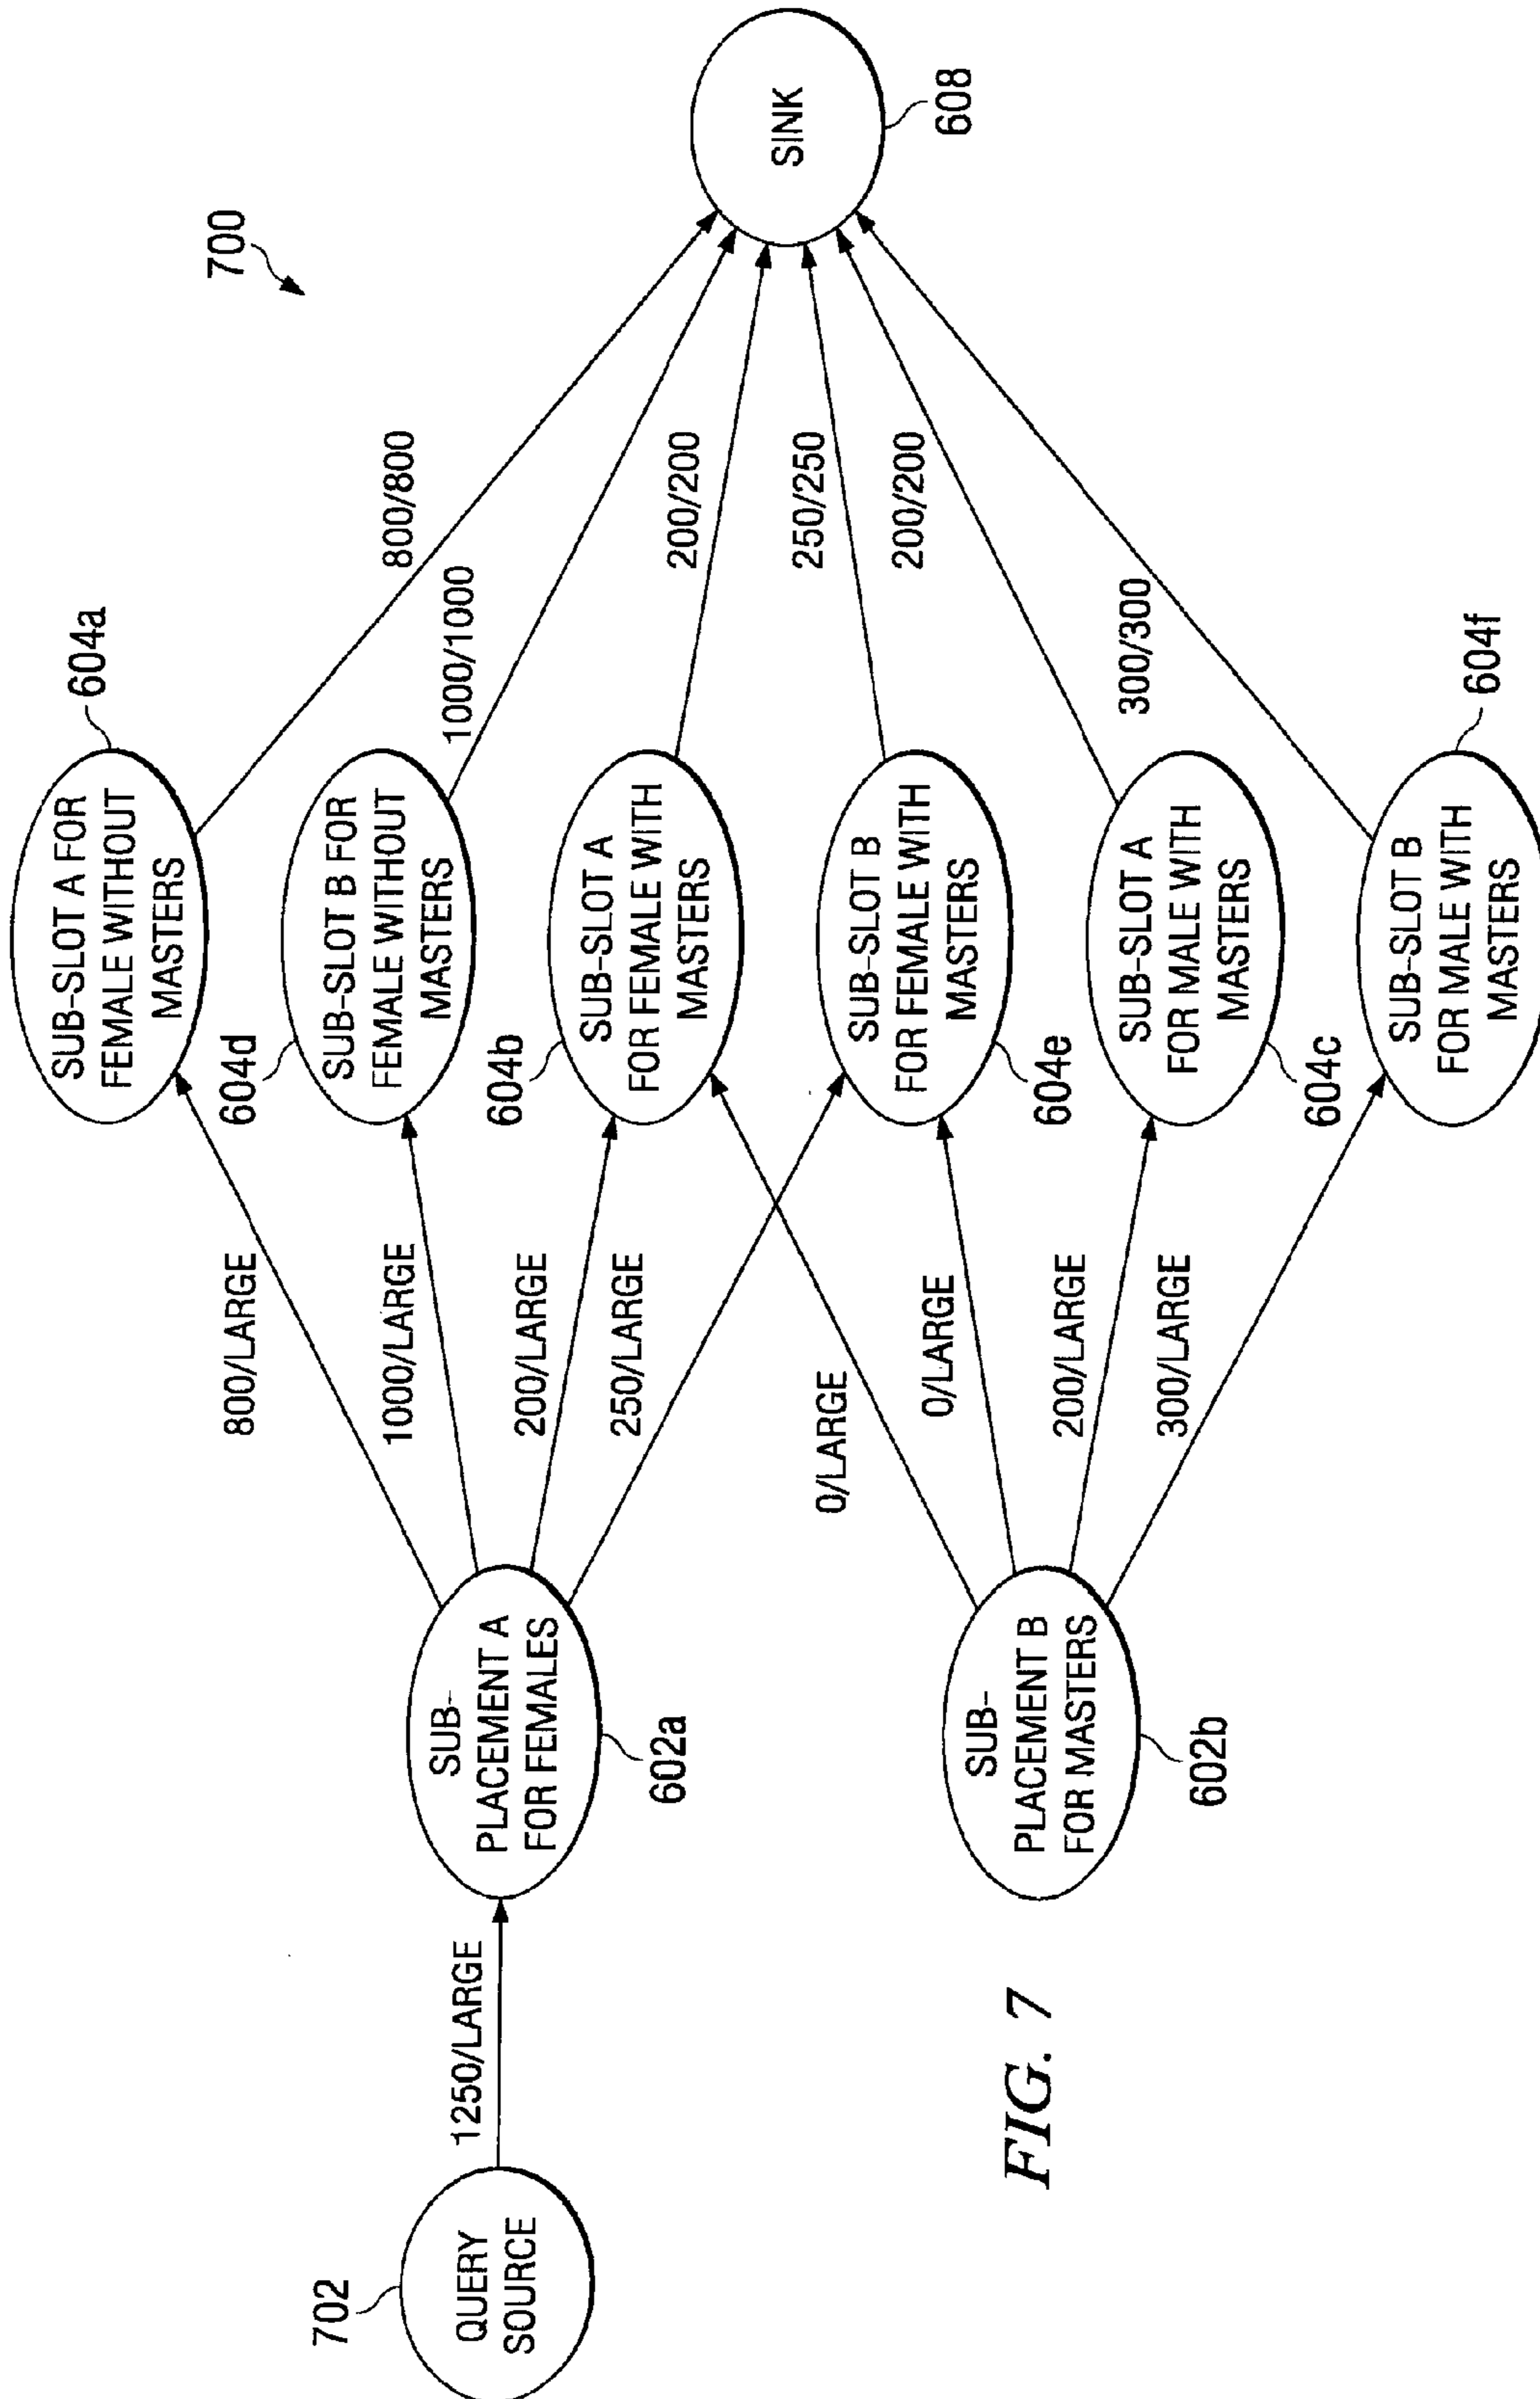 700
702
QUERY
SOURCE
1250/LARGE
SUB-
PLACEMENT A
FOR FEMALES
602a
SUB-
PLACEMENT B
FOR MASTERS
602b
800/LARGE
1000/LARGE
200/LARGE
250/LARGE
0/LARGE
0/LARGE
200/LARGE
300/LARGE
SUB-SLOT A FOR
FEMALE WITHOUT
MASTERS
604a
604d
SUB-SLOT B FOR
FEMALE WITHOUT
MASTERS
604b
SUB-SLOT A
FOR FEMALE WITH
MASTERS
SUB-SLOT B
FOR FEMALE WITH
MASTERS
604e
SUB-SLOT A
FOR MALE WITH
MASTERS
604c
SUB-SLOT B
FOR MALE WITH
MASTERS
604f
800/800
1000/1000
200/200
250/250
200/200
300/300
SINK
608
FIG. 7